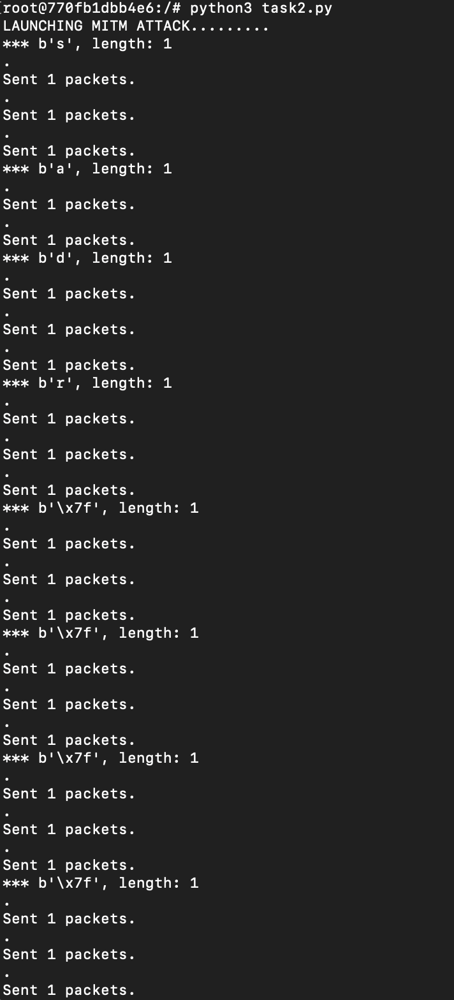 root@770fb1dbb4e6:/# python3 task2.py
LAUNCHING MITM ATTACK.........
*** b's', length: 1
.
Sent 1 packets.
.
Sent 1 packets.
.
Sent 1 packets.
*** b'a', length: 1
.
Sent 1 packets.
.
Sent 1 packets.
*** b'd', length: 1
.
Sent 1 packets.
.
Sent 1 packets.
.
Sent 1 packets.
*** b'r', length: 1
.
Sent 1 packets.
.
Sent 1 packets.
.
Sent 1 packets.
*** b'\x7f', length: 1
.
Sent 1 packets.
.
Sent 1 packets.
.
Sent 1 packets.
*** b'\x7f', length: 1
.
Sent 1 packets.
.
Sent 1 packets.
.
Sent 1 packets.
*** b'\x7f', length: 1
.
Sent 1 packets.
.
Sent 1 packets.
.
Sent 1 packets.
*** b'\x7f', length: 1
.
Sent 1 packets.
.
Sent 1 packets.
.
Sent 1 packets.